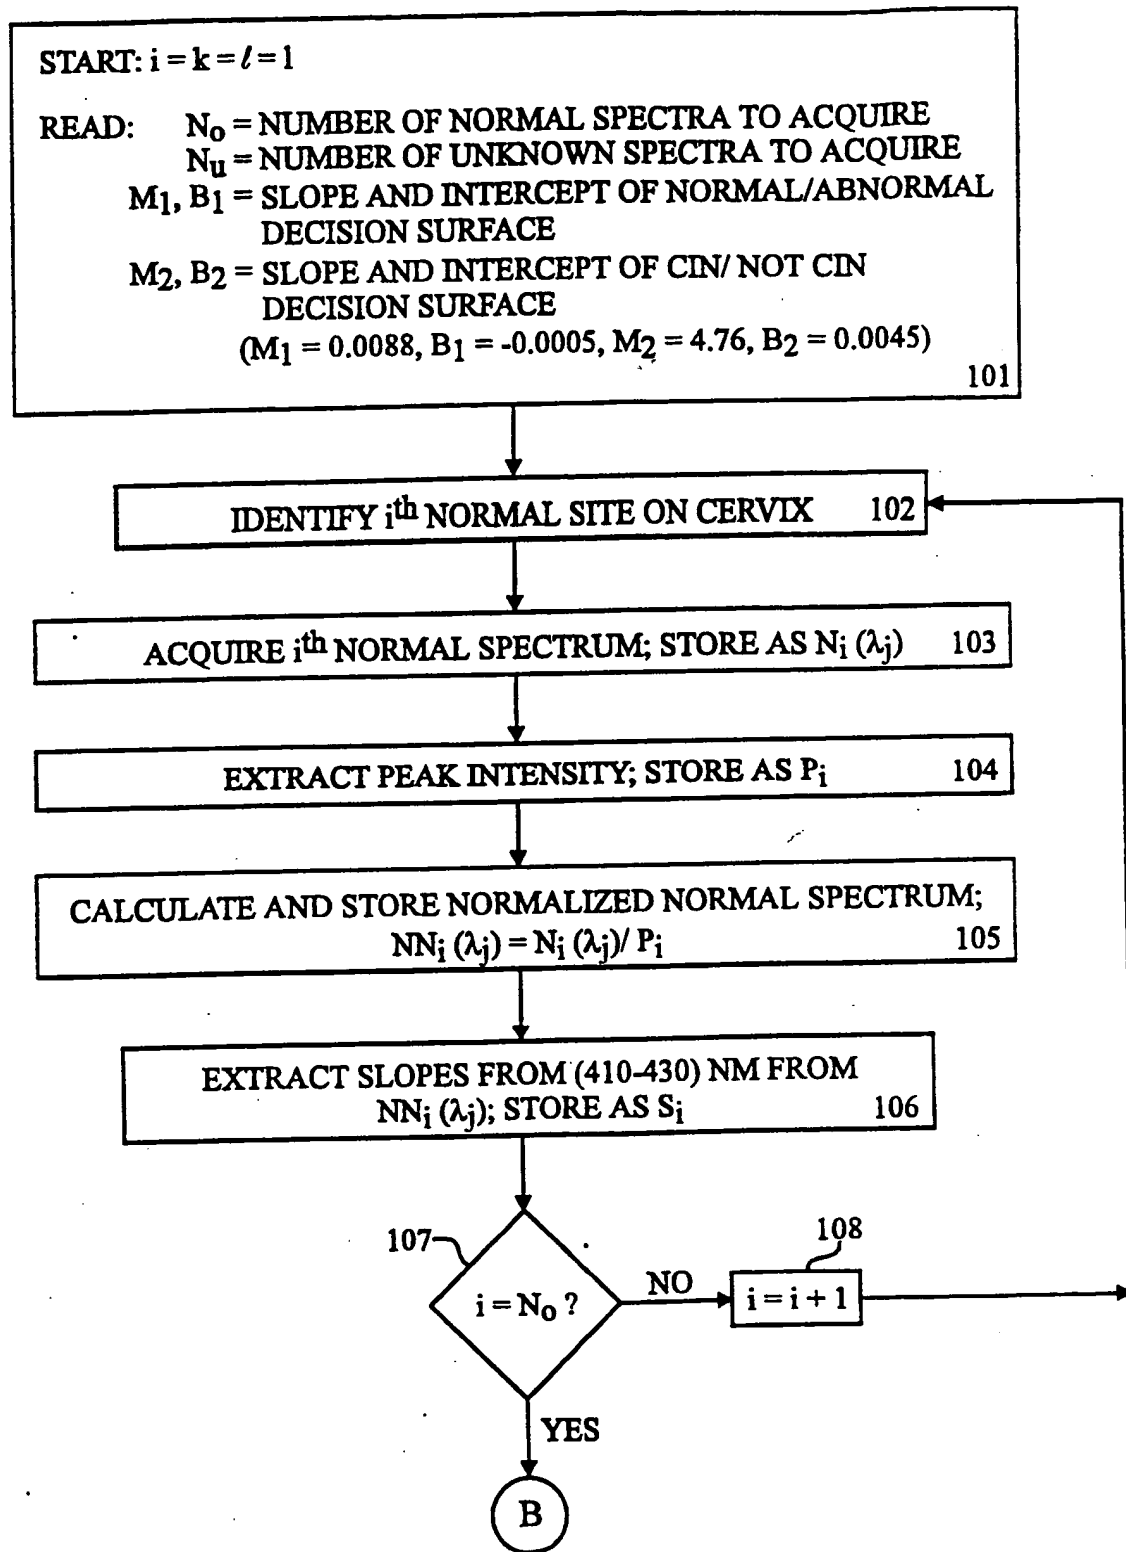 START: i = k = ℓ = 1
READ: No = NUMBER OF NORMAL SPECTRA TO ACQUIRE
Nu = NUMBER OF UNKNOWN SPECTRA TO ACQUIRE
M1, B1 = SLOPE AND INTERCEPT OF NORMAL/ABNORMAL
DECISION SURFACE
M2, B2 = SLOPE AND INTERCEPT OF CIN/ NOT CIN
DECISION SURFACE
(M1 = 0.0088, B1 = -0.0005, M2 = 4.76, B2 = 0.0045)
101
IDENTIFY ith NORMAL SITE ON CERVIX 102
ACQUIRE ith NORMAL SPECTRUM; STORE AS Ni (λj) 103
EXTRACT PEAK INTENSITY; STORE AS Pi 104
CALCULATE AND STORE NORMALIZED NORMAL SPECTRUM;
NNi (λj) = Ni (λj)/ Pi 105
EXTRACT SLOPES FROM (410-430) NM FROM
NNi (λj); STORE AS Si 106
107
i = No ?
NO
108
i = i + 1
YES
B